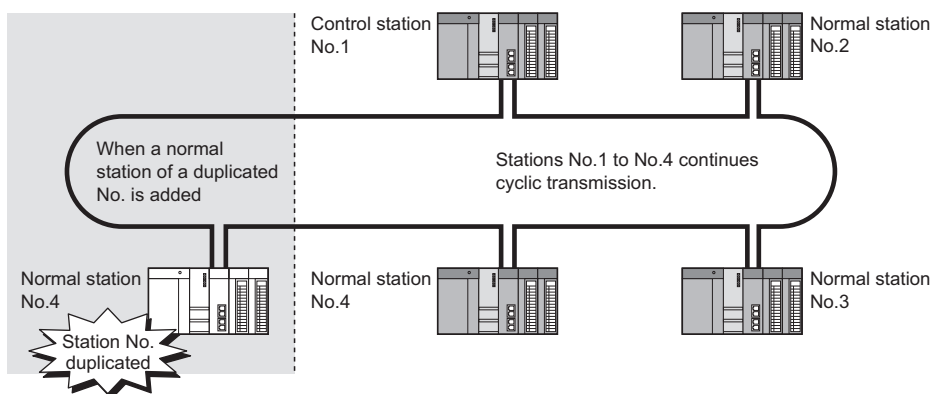 Control station
No.1
Normal station
No.2
When a normal
station of a duplicated
No. is added
Stations No.1 to No.4 continues
cyclic transmission.
Normal station
No.4
Station No.
duplicated
Normal station
No.4
Normal station
No.3